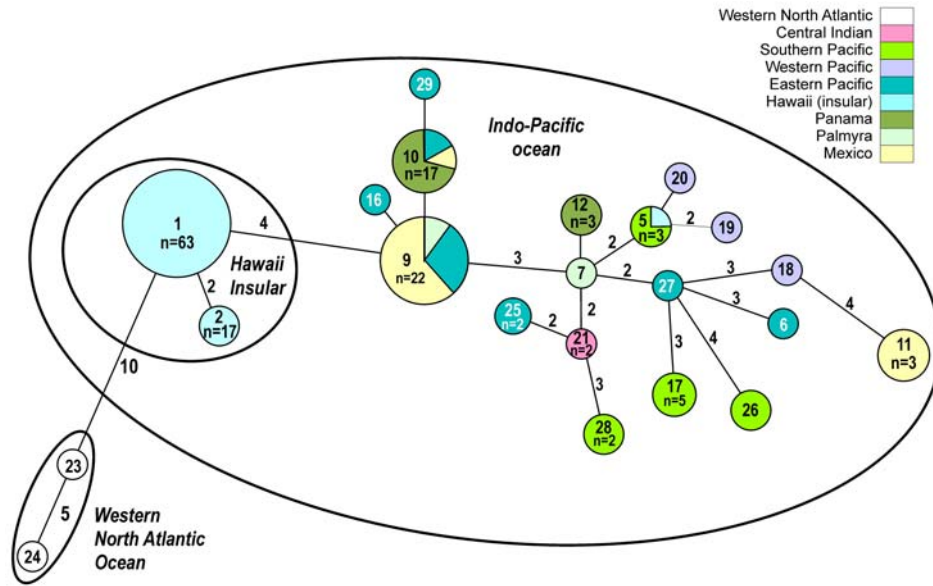 Western North Atlantic
Central Indian
Southern Pacific
Western Pacific
Eastern Pacific
Hawaii (insular)
Panama
Palmyra
Mexico
29
Indo-Pacific
ocean
10
n=17
16
20
12
n=3
5
n=3
2
19
1
n=63
4
9
n=22
3
7
2
2
27
3
18
Hawaii
Insular
2
2
n=17
25
n=2
2
2
21
n=2
3
6
4
11
n=3
10
3
3
4
17
n=5
26
28
n=2
23
5
24
Western
North Atlantic
Ocean